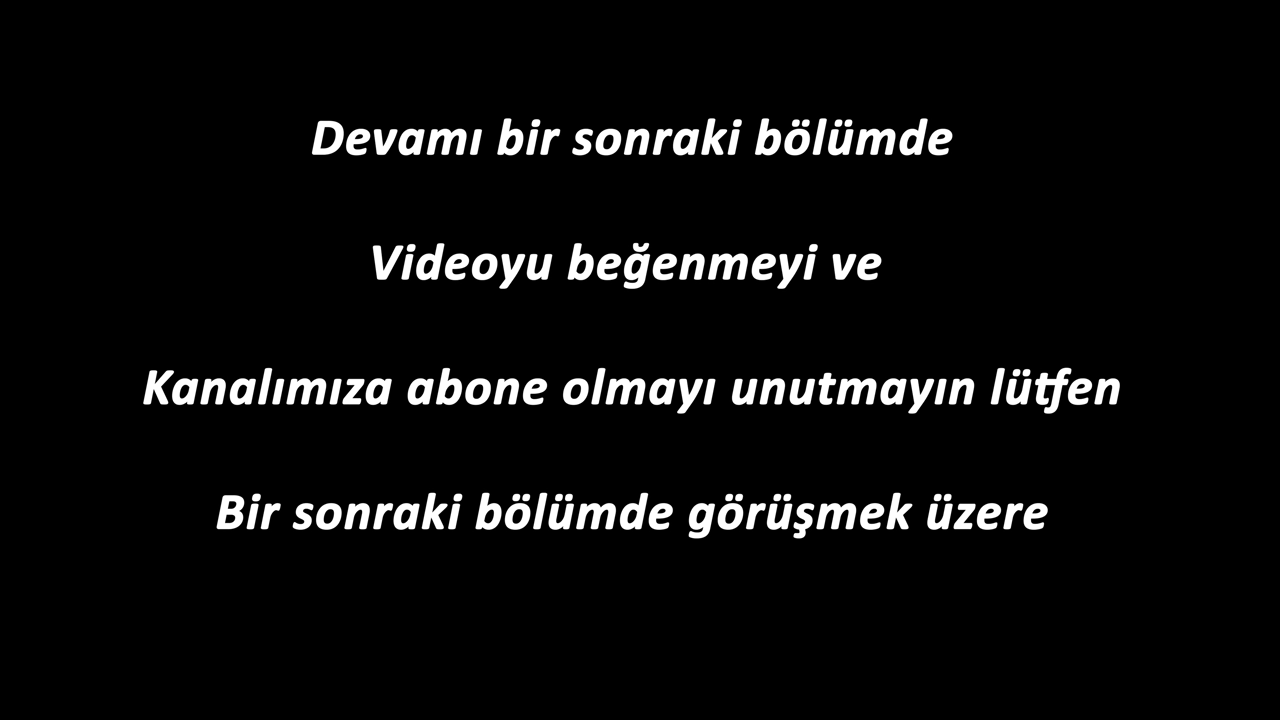 Devamı bir sonraki bölümde
Videoyu beğenmeyi ve
Kanalımıza abone olmayı unutmayın lütfen
Bir sonraki bölümde görüşmek üzere